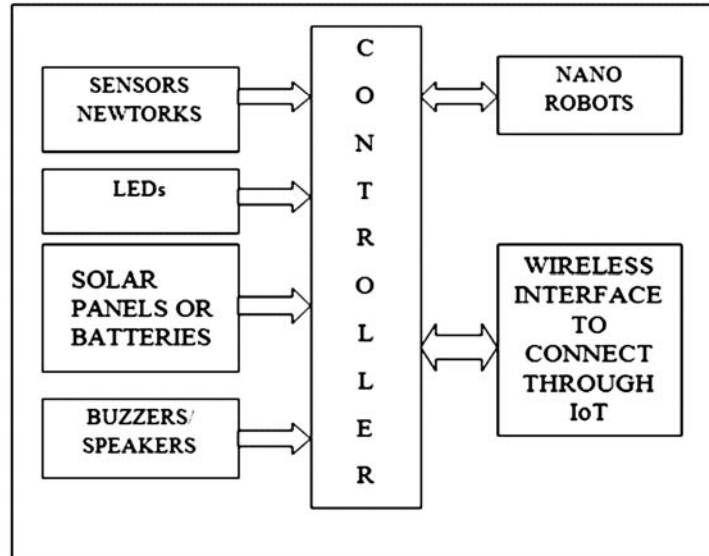 SENSORS
NEWTORKS
LEDs
SOLAR
PANELS OR
BATTERIES
BUZZERS/
SPEAKERS
C
O
N
T
R
O
L
L
E
R
NANO
ROBOTS
WIRELESS
INTERFACE
TO
CONNECT
THROUGH
IoT